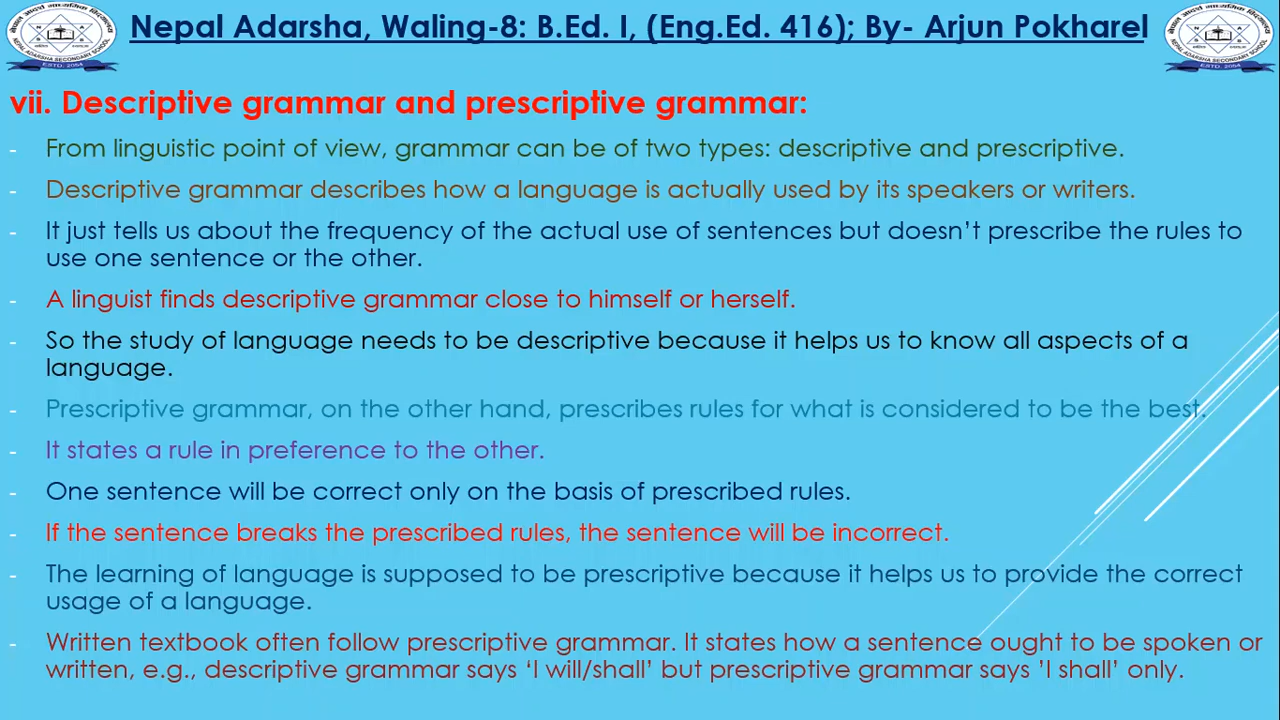 Nepal Adarsha, Waling-8: B.Ed. I, (Eng.Ed. 416); By- Arjun Pokharel
ESTD. 2054
ESTD. 2054
vii. Descriptive grammar and prescriptive grammar:
- From linguistic point of view, grammar can be of two types: descriptive and prescriptive.
- Descriptive grammar describes how a language is actually used by its speakers or writers.
- It just tells us about the frequency of the actual use of sentences but doesn’t prescribe the rules to
use one sentence or the other.
- A linguist finds descriptive grammar close to himself or herself.
- So the study of language needs to be descriptive because it helps us to know all aspects of a
language.
- Prescriptive grammar, on the other hand, prescribes rules for what is considered to be the best.
- It states a rule in preference to the other.
- One sentence will be correct only on the basis of prescribed rules.
- If the sentence breaks the prescribed rules, the sentence will be incorrect.
- The learning of language is supposed to be prescriptive because it helps us to provide the correct
usage of a language.
- Written textbook often follow prescriptive grammar. It states how a sentence ought to be spoken or
written, e.g., descriptive grammar says ‘I will/shall’ but prescriptive grammar says ’I shall’ only.